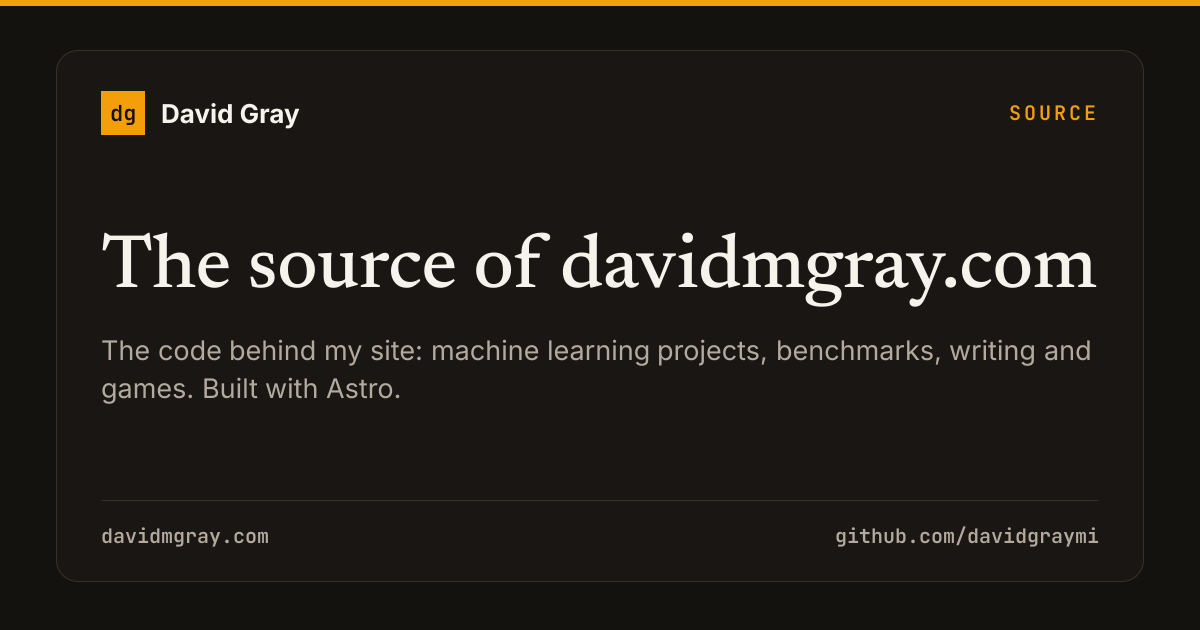 dg David Gray
SOURCE
The source of davidmgray.com
The code behind my site: machine learning projects, benchmarks, writing and
games. Built with Astro.
davidmgray.com
github.com/davidgraymi